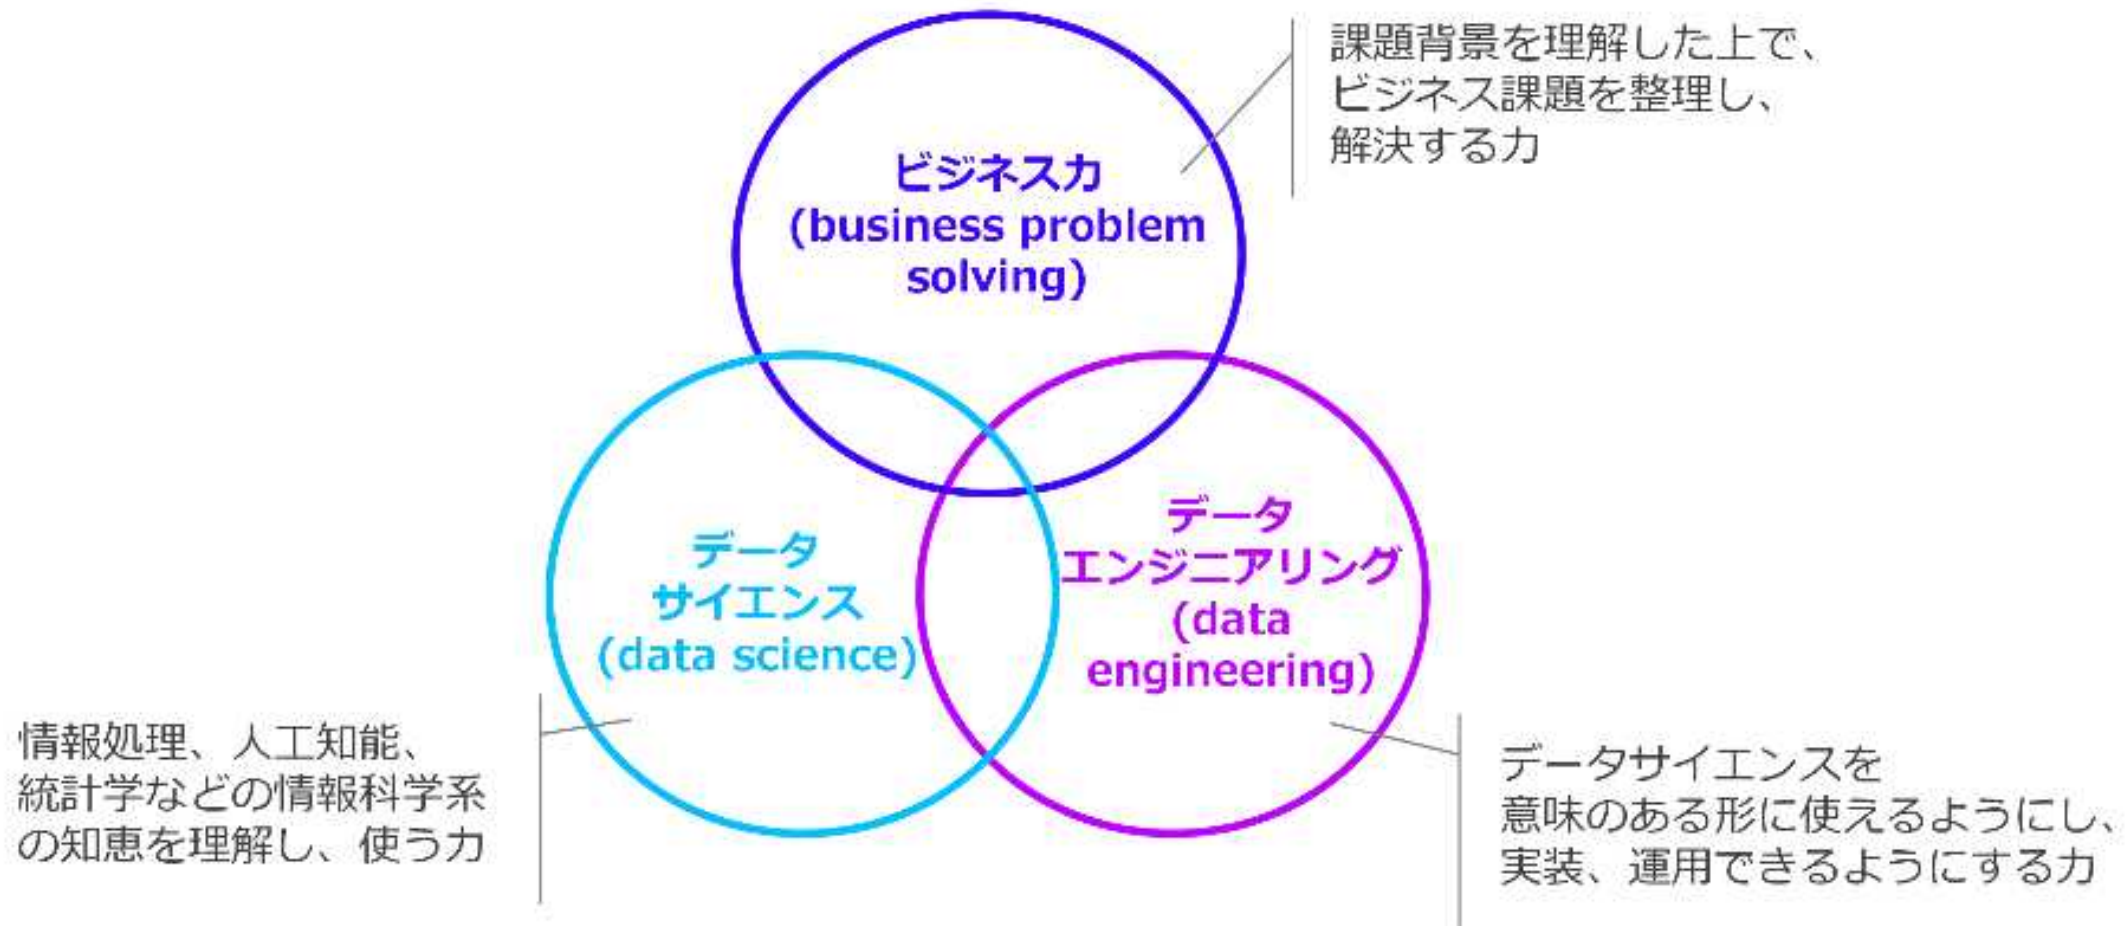 課題背景を理解した上で、
ビジネス課題を整理し、
解決する力
ビジネス力
(business problem
solving)
データ
サイエンス
(data science)
データ
エンジニアリング
(data
engineering)
情報処理、人工知能、
統計学などの情報科学系
の知恵を理解し、使う力
データサイエンスを
意味のある形に使えるようにし、
実装、運用できるようにする力